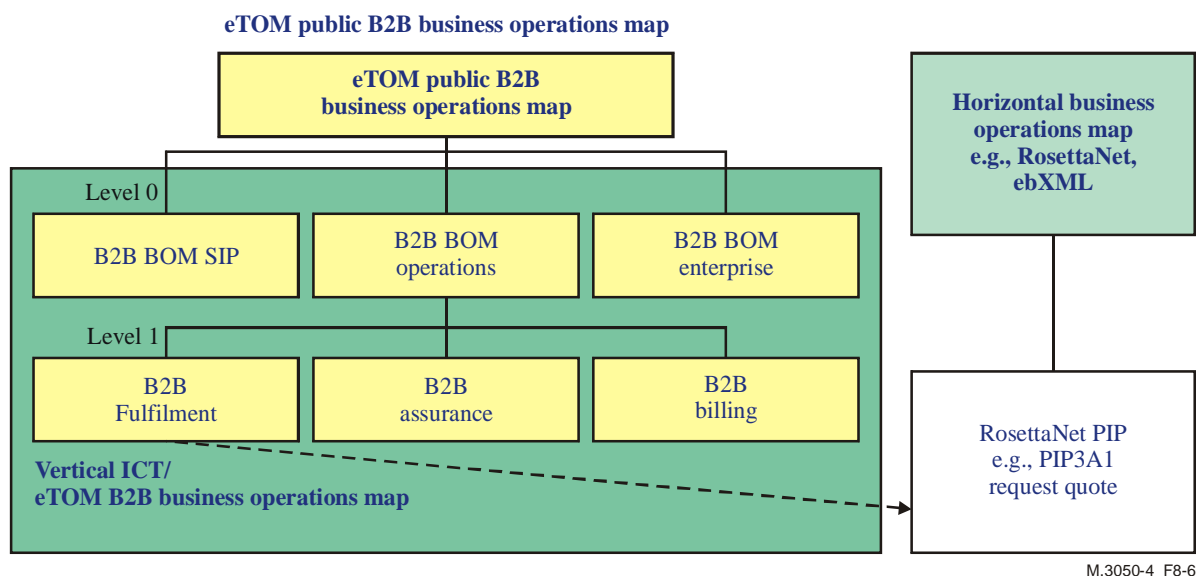 eTOM public B2B business operations map
eTOM public B2B
business operations map
Horizontal business
operations map
e.g., RosettaNet,
ebXML
Level 0
B2B BOM SIP
B2B BOM
operations
B2B BOM
enterprise
Level 1
B2B
Fulfilment
B2B
assurance
B2B
billing
RosettaNet PIP
e.g., PIP3A1
request quote
Vertical ICT/
eTOM B2B business operations map
M.3050-4_F8-6